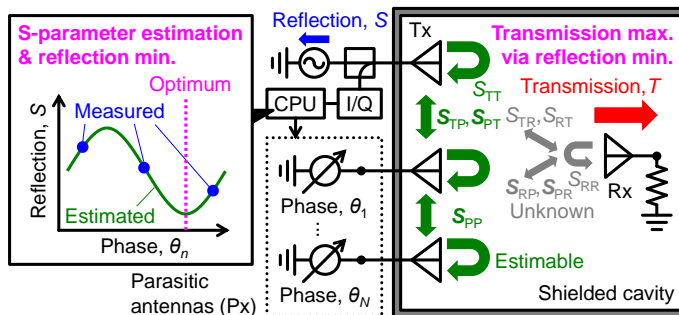 S-parameter estimation
& reflection min.
Optimum
Measured
Reflection, S
Estimated
Phase, θn
Reflection, S
Tx
CPU
I/Q
Phase, θ1
...
Phase, θN
Parasitic
antennas (Px)
Transmission max.
via reflection min.
Transmission, T
STT
STP, SPT
STR, SRT
SRP, SPR
SRR
Unknown
Rx
SPP
Estimable
Shielded cavity